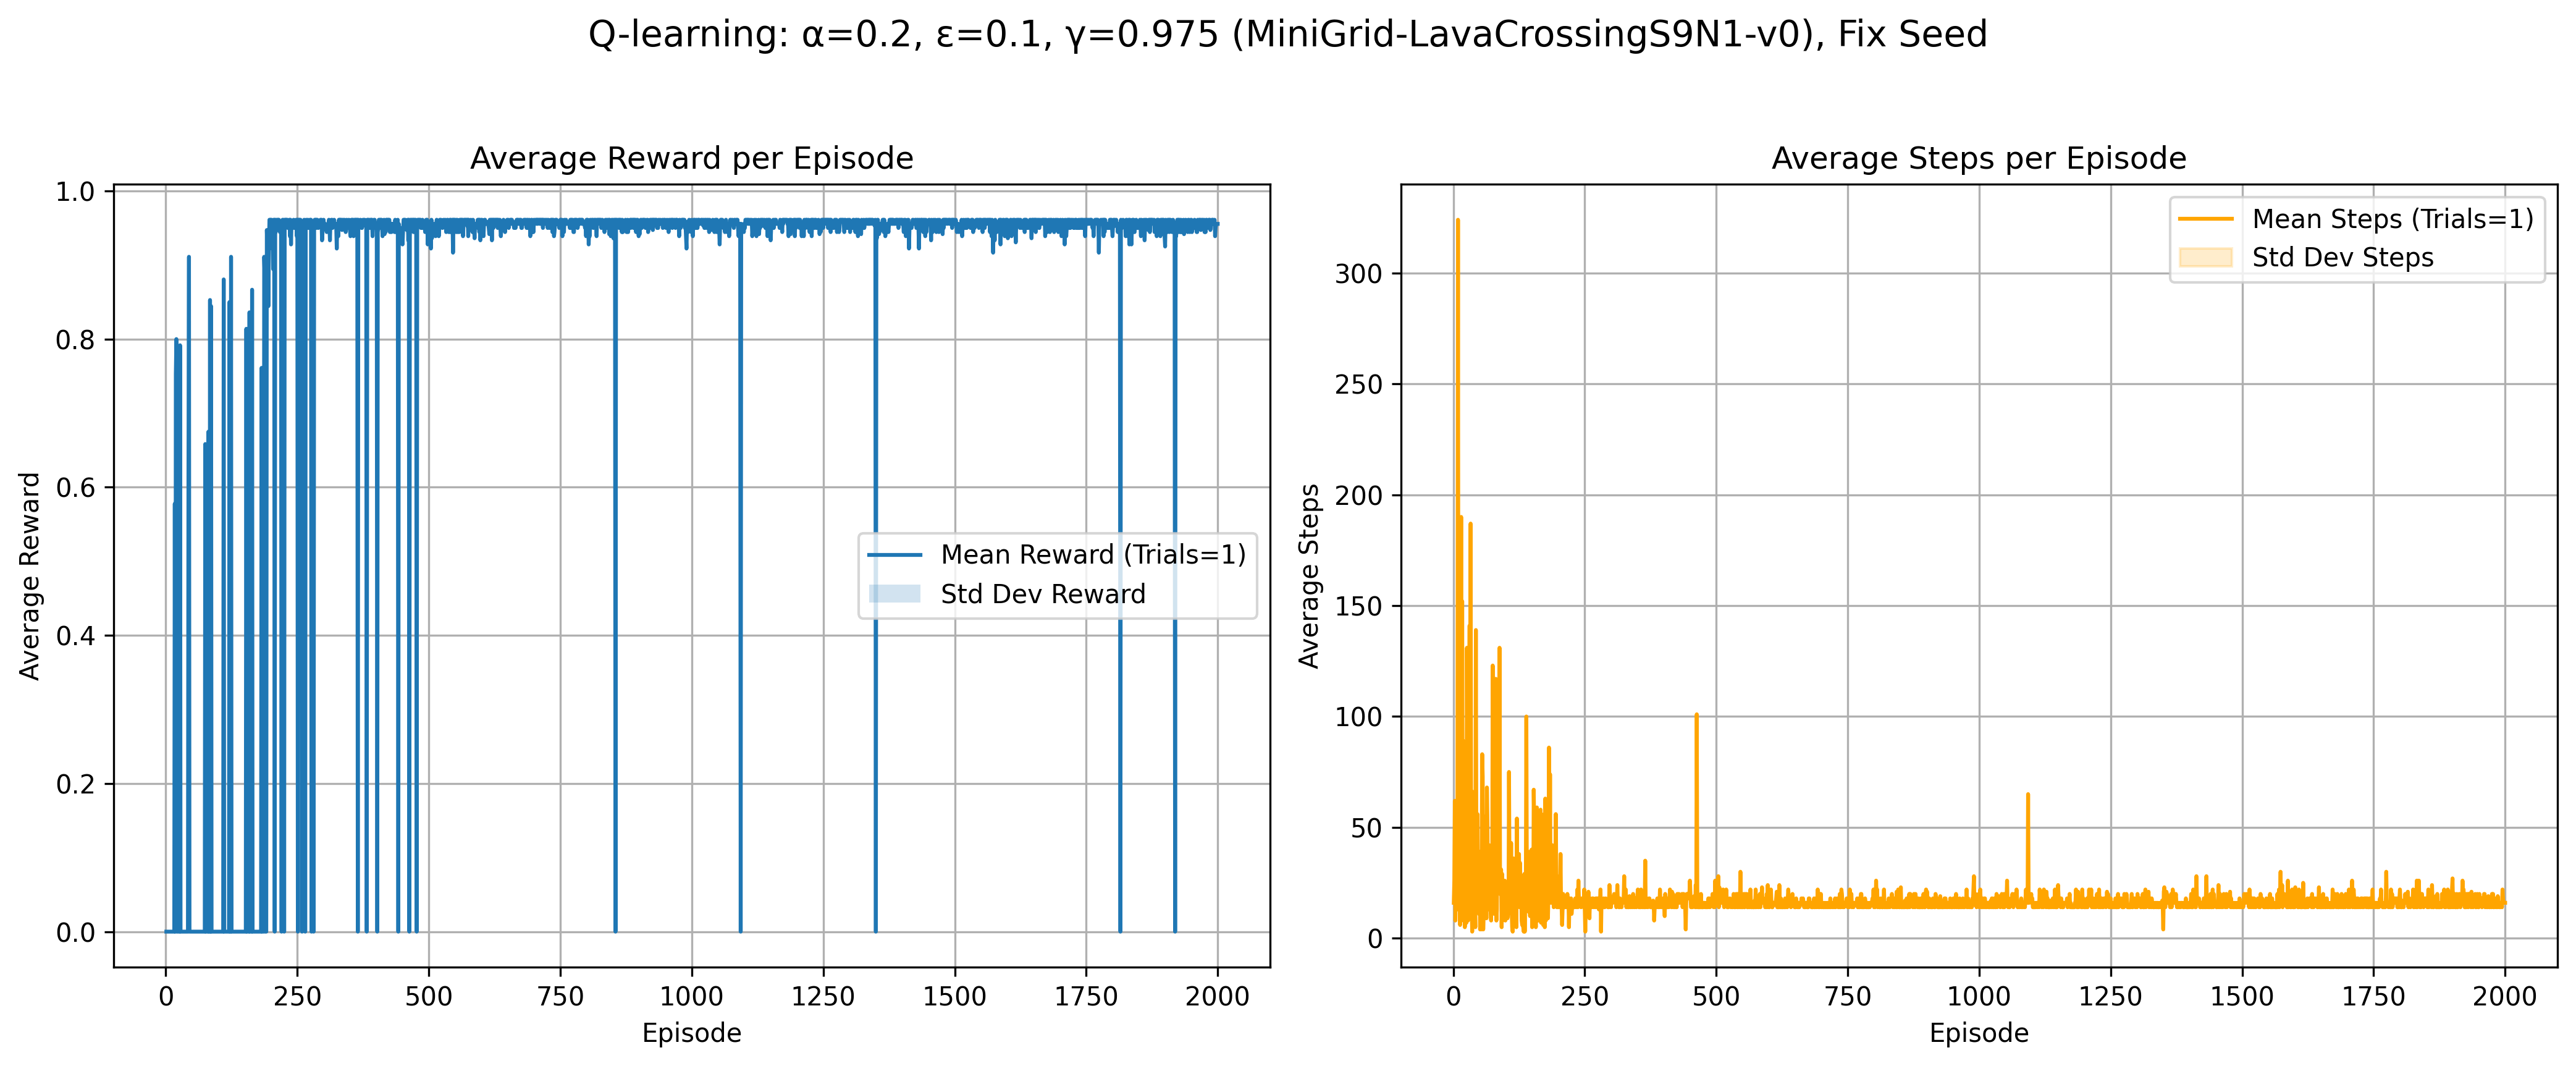 Q-learning: α=0.2, ε=0.1, γ=0.975 (MiniGrid-LavaCrossingS9N1-v0), Fix Seed
Average Reward per Episode
Average Reward
1.0
0.8
0.6
0.4
0.2
0.0
Mean Reward (Trials=1)
Std Dev Reward
0 250 500 750 1000 1250 1500 1750 2000
Episode
Average Steps per Episode
Average Steps
300
250
200
150
100
50
0
Mean Steps (Trials=1)
Std Dev Steps
0 250 500 750 1000 1250 1500 1750 2000
Episode